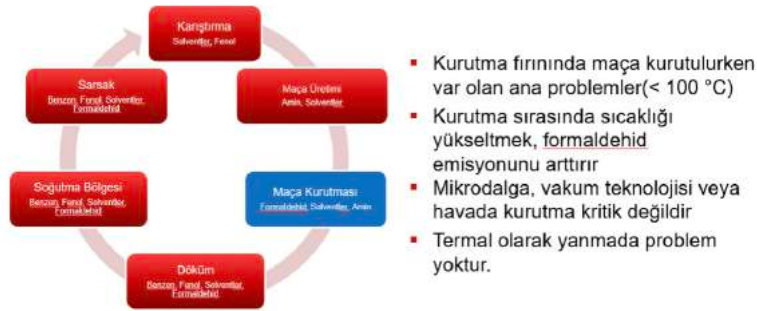 Karıştırma
Solventler, Fenol
Maça Üretimi
Amin, Solventler
Maça Kurutması
Formaldehid, Solventler, Amin
Döküm
Benzen, Fenol, Solventler,
Formaldehid
Soğutma Bölgesi
Benzen, Fenol, Solventler,
Formaldehid
Sarsak
Benzen, Fenol, Solventler,
Formaldehid
▪ Kurutma fırınında maça kurutulurken
var olan ana problemler(< 100 °C)
▪ Kurutma sırasında sıcaklığı
yükseltmek, formaldehid
emisyonunu arttırır
▪ Mikrodalga, vakum teknolojisi veya
havada kurutma kritik değildir
▪ Termal olarak yanmada problem
yoktur.